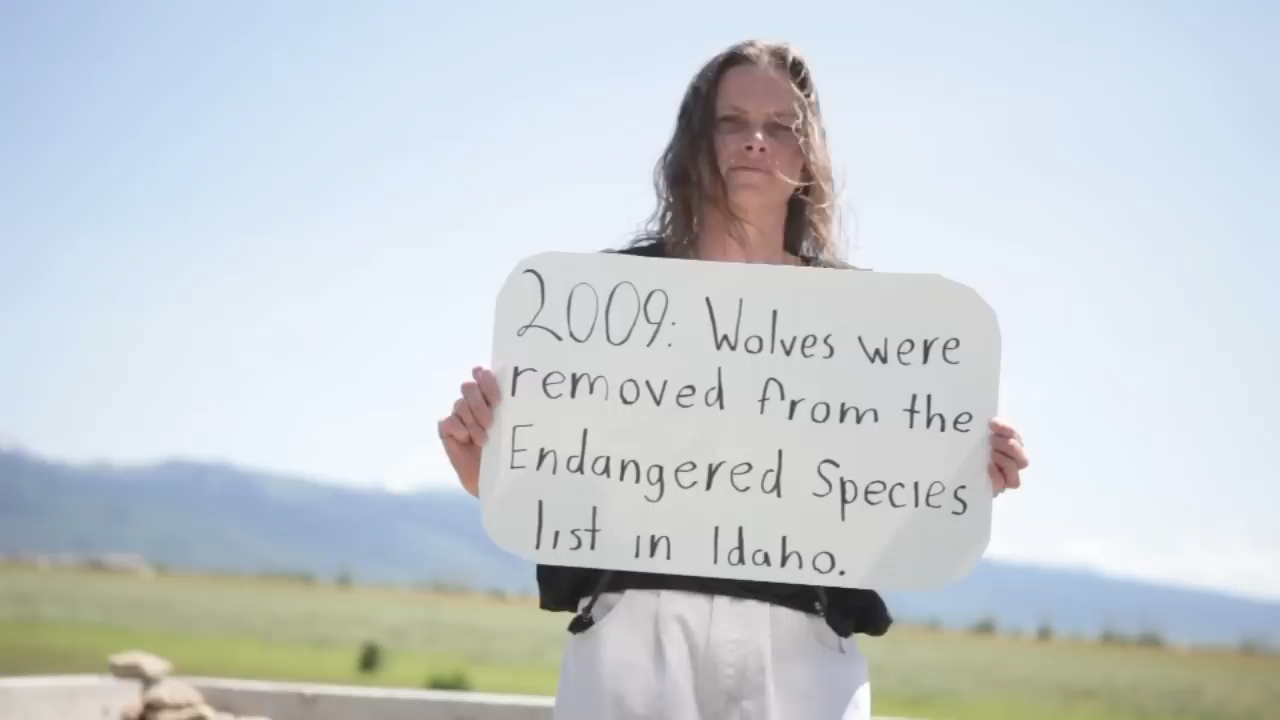 2009: Wolves were
removed from the
Endangered Species
list in Idaho.